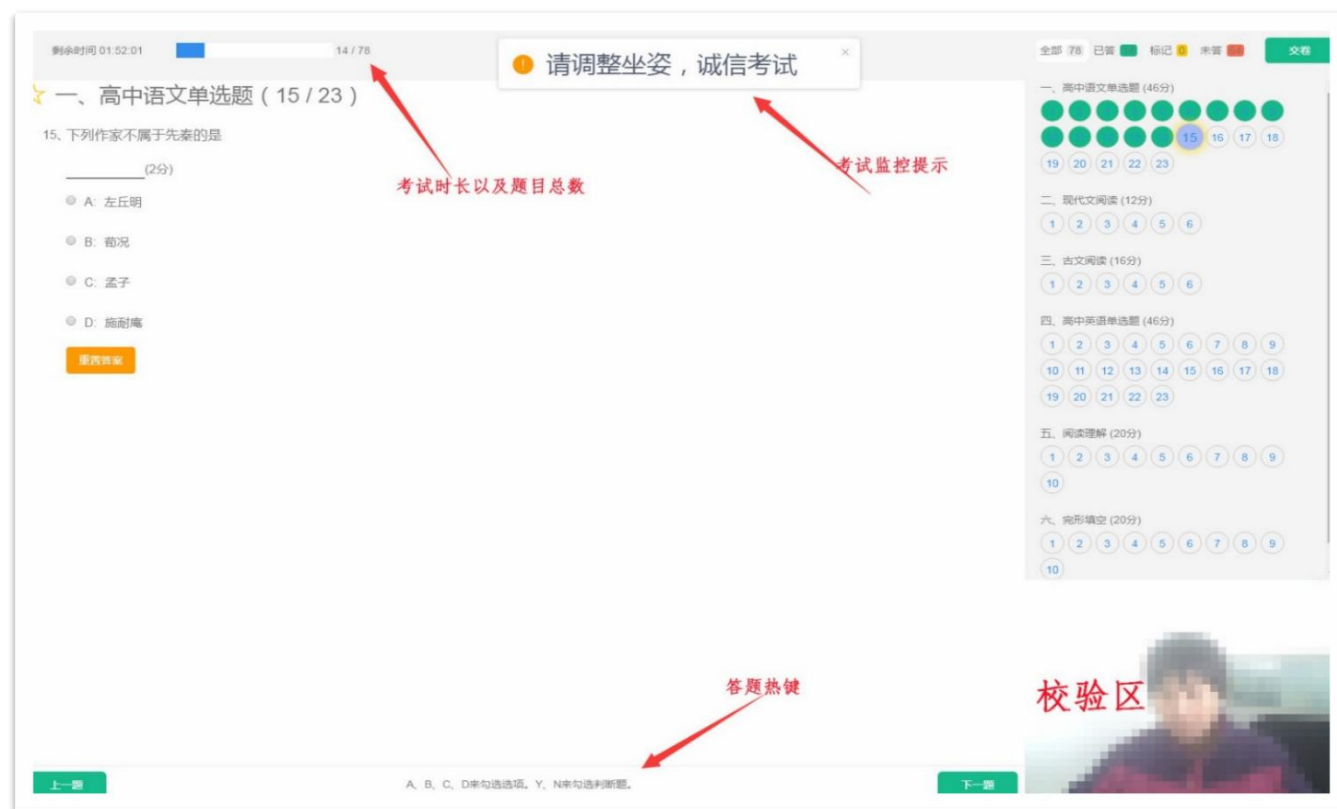 剩余时间 01:52:01
14 / 78
请调整坐姿，诚信考试
×
全部 78 已答 标记 0 未答 64
交卷
一、高中语文单选题（15 / 23）
15、下列作家不属于先秦的是
(2分)
A: 左丘明
B: 荀况
C: 孟子
D: 施耐庵
重置答案
考试时长以及题目总数
考试监控提示
一、高中语文单选题 (46分)
15 16 17 18
19 20 21 22 23
二、现代文阅读 (12分)
1 2 3 4 5 6
三、古文阅读 (16分)
1 2 3 4 5 6
四、高中英语单选题 (46分)
1 2 3 4 5 6 7 8 9
10 11 12 13 14 15 16 17 18
19 20 21 22 23
五、阅读理解 (20分)
1 2 3 4 5 6 7 8 9
10
六、完形填空 (20分)
1 2 3 4 5 6 7 8 9
10
校验区
答题热键
上一题
A、B、C、D来勾选选项。Y、N来勾选判断题。
下一题